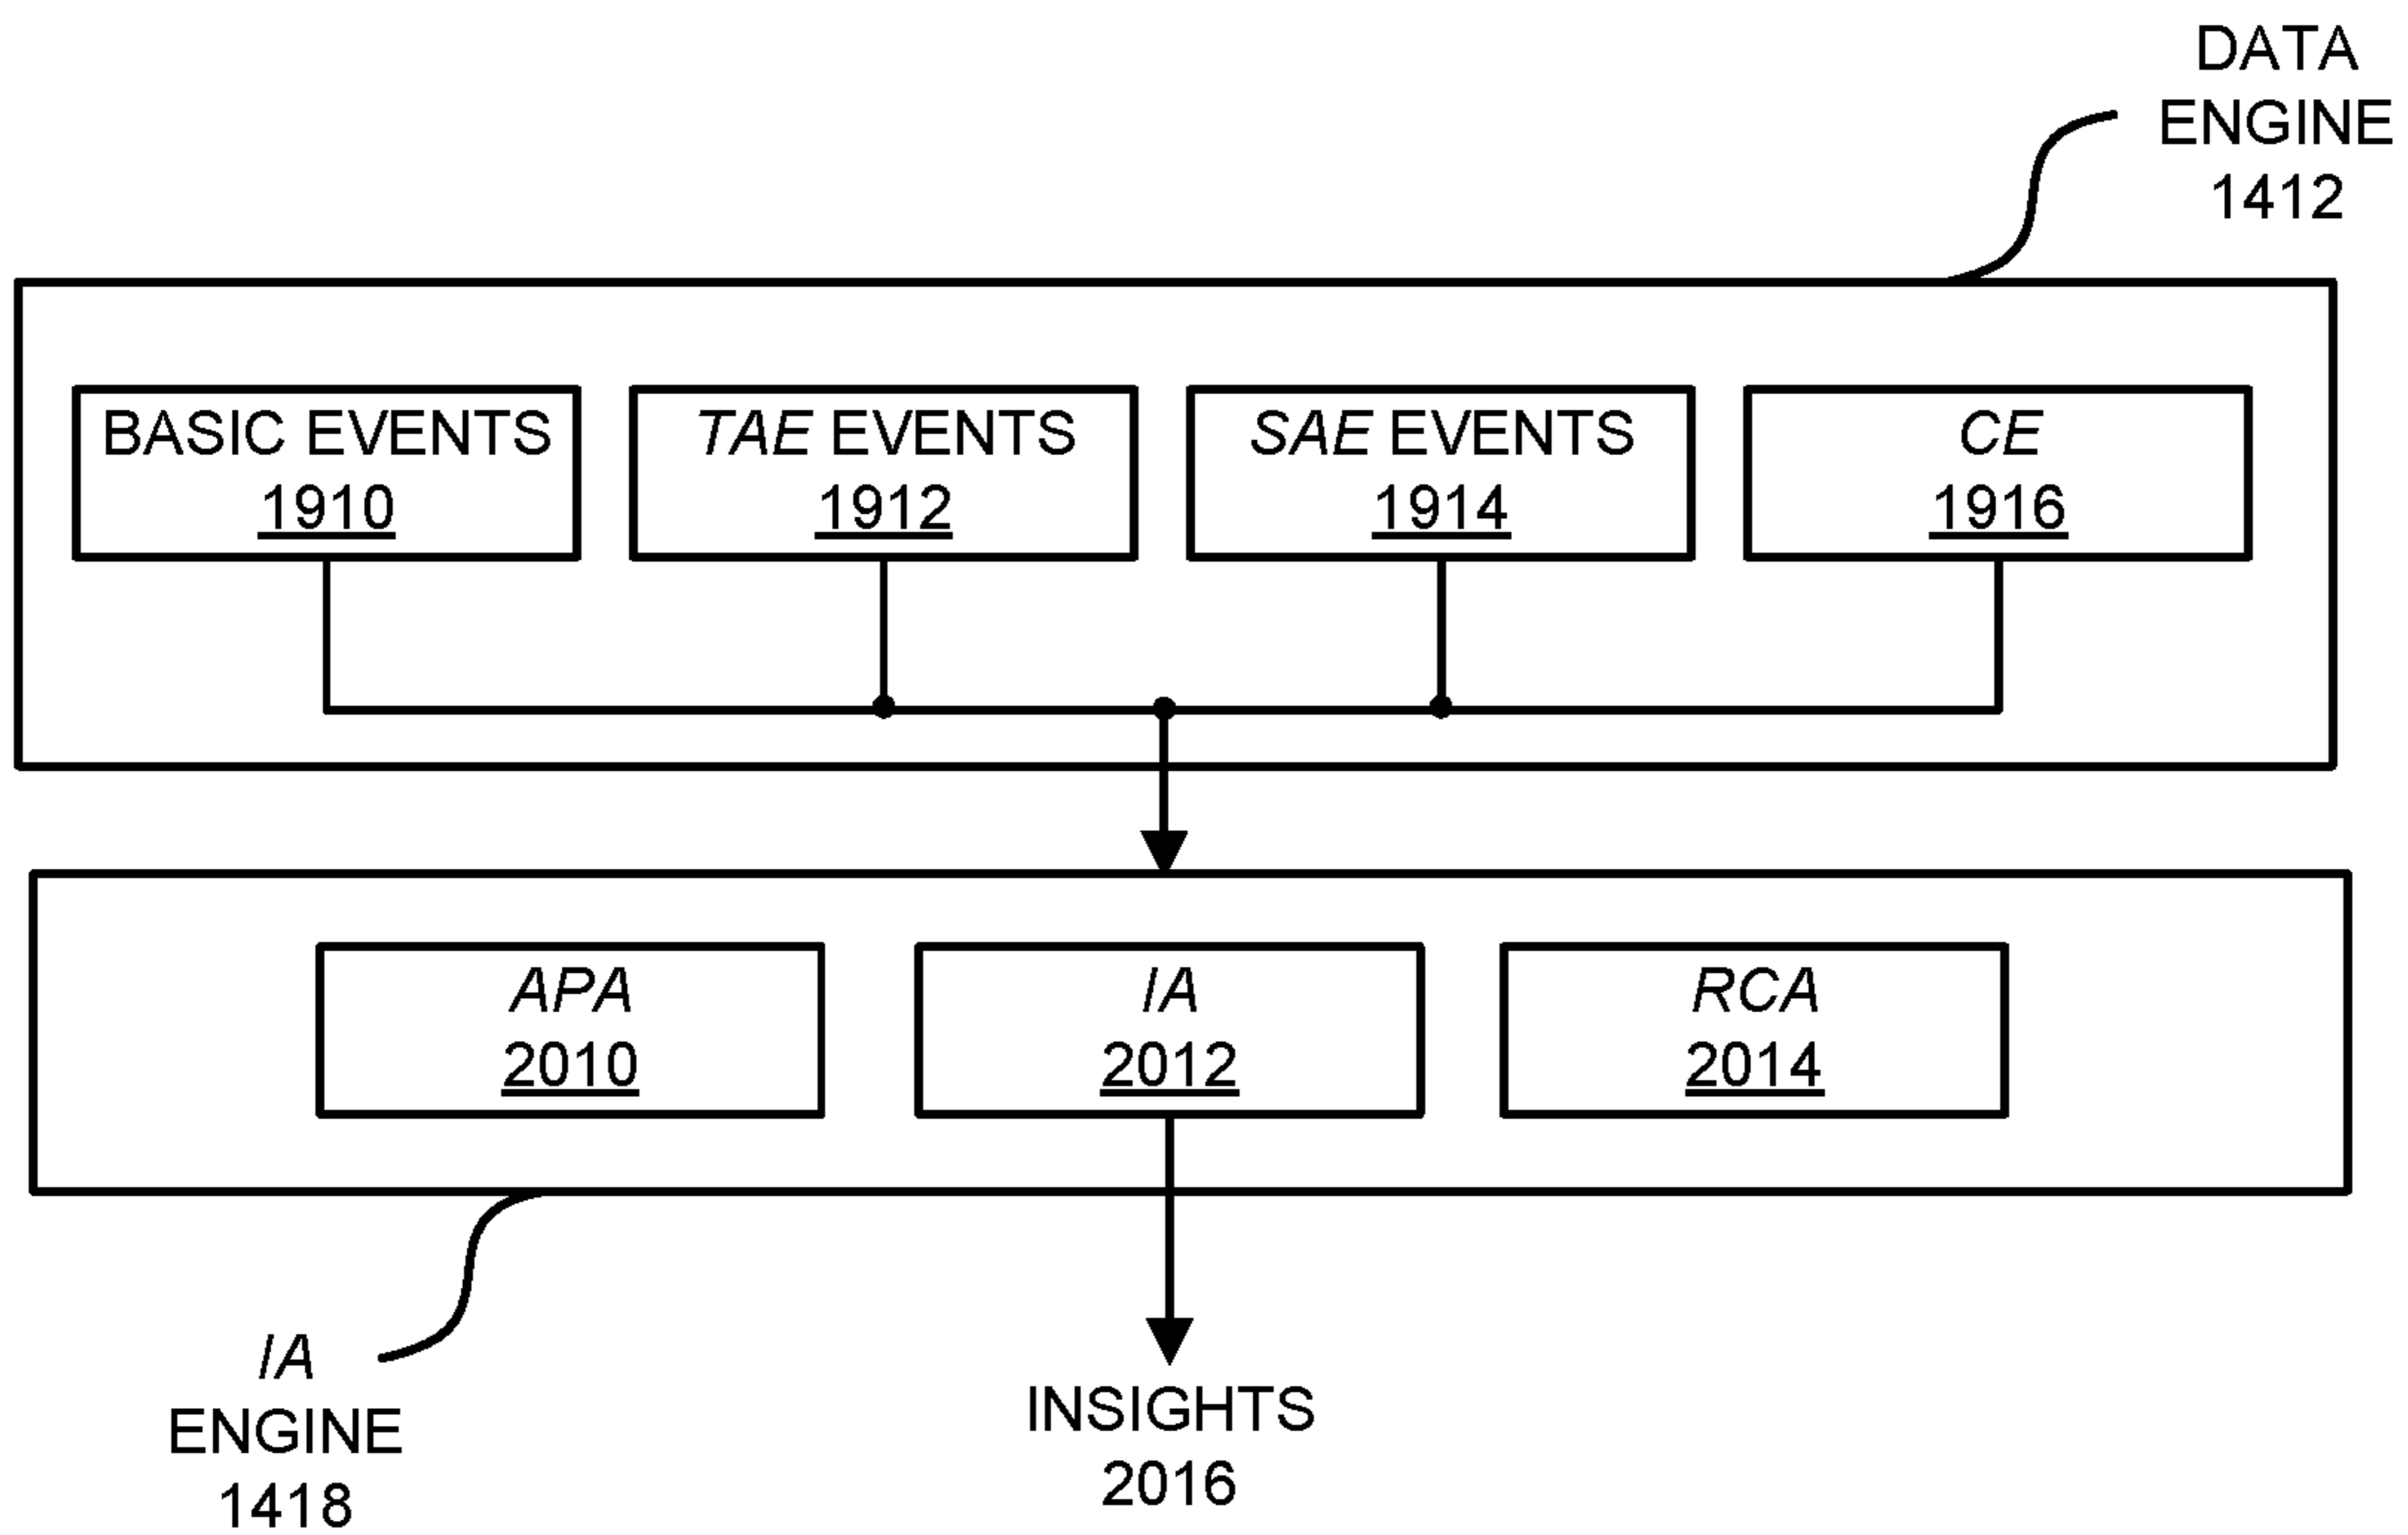 DATA
ENGINE
1412
BASIC EVENTS
1910
TAE EVENTS
1912
SAE EVENTS
1914
CE
1916
APA
2010
IA
2012
RCA
2014
IA
ENGINE
1418
INSIGHTS
2016